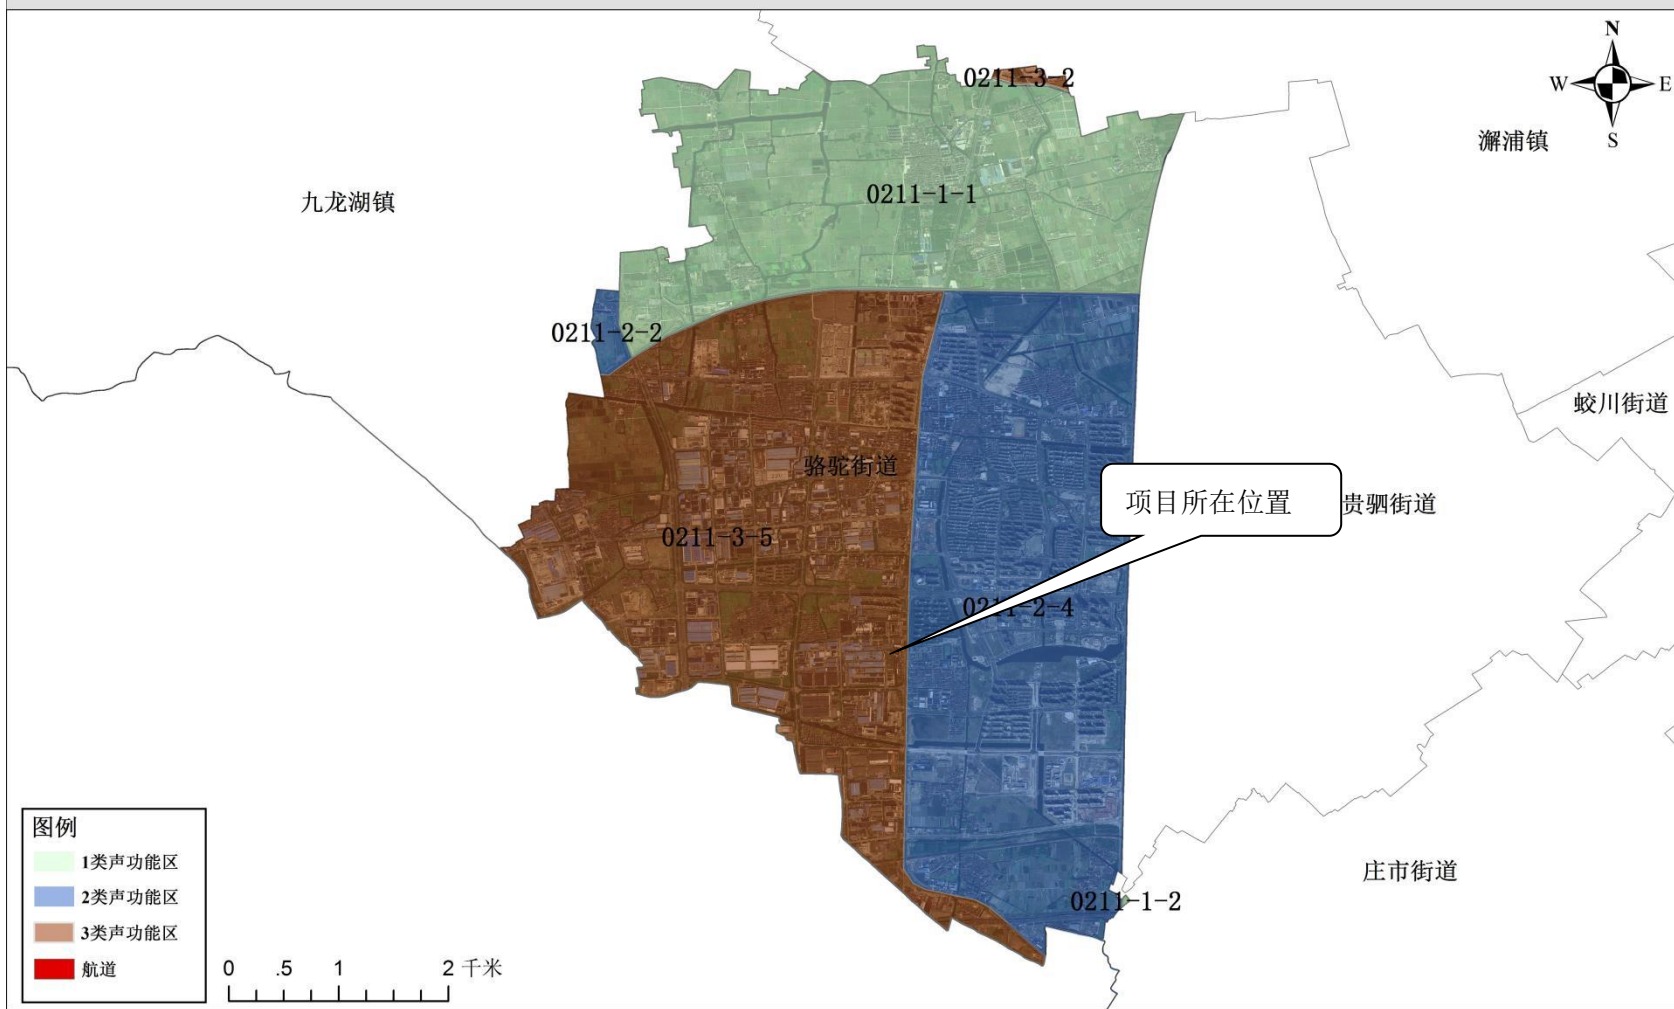 N
W E
S
0211-3-2
澥浦镇
0211-1-1
九龙湖镇
0211-2-2
蛟川街道
骆驼街道
项目所在位置
贵驷街道
0211-3-5
0211-2-4
图例
1类声功能区
2类声功能区
3类声功能区
航道
庄市街道
0211-1-2
0 .5 1 2 千米